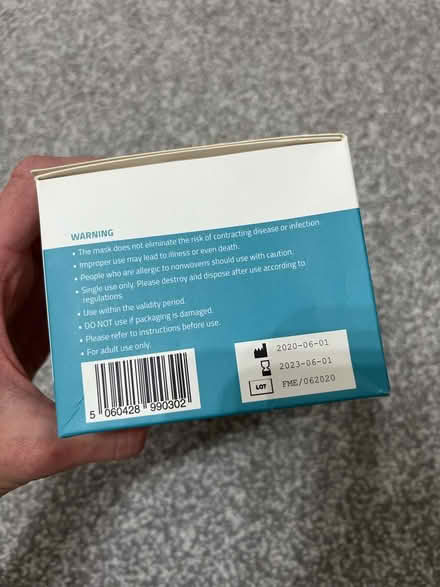 WARNING
• The mask does not eliminate the risk of contracting disease or infection
• Improper use may lead to illness or even death.
• People who are allergic to nonwovens should use with caution.
• Single use only. Please destroy and dispose after use according to
regulations.
• Use within the validity period.
• DO NOT use if packaging is damaged.
• Please refer to instructions before use.
• For adult use only.
2020-06-01
2023-06-01
LOT FME/062020
5 060428 990302